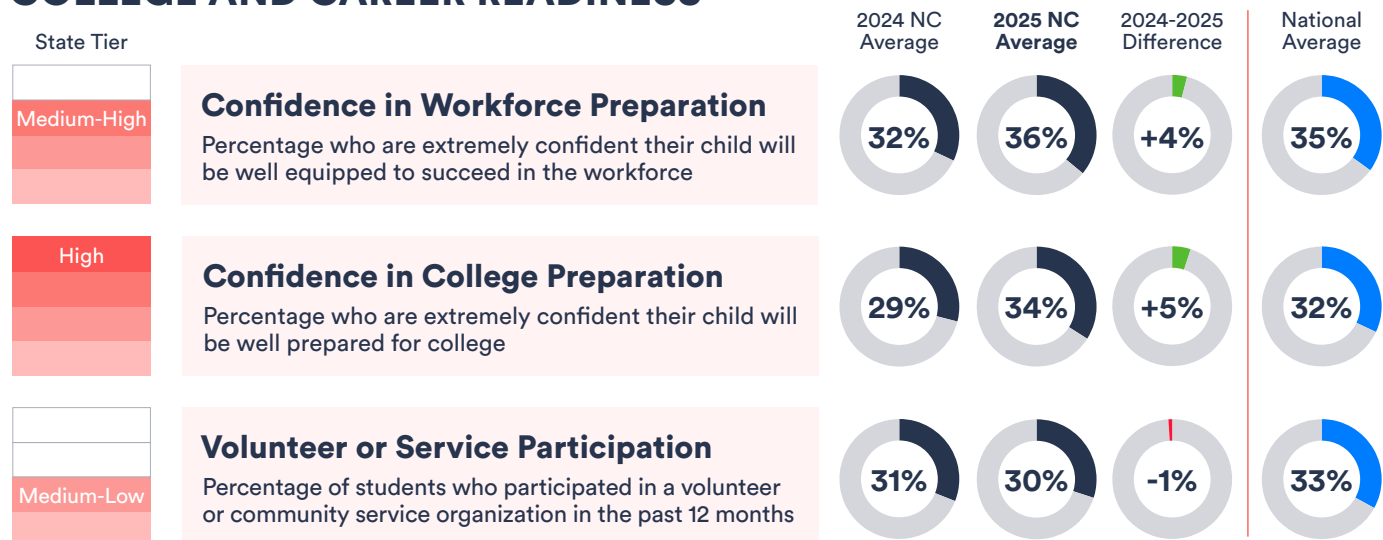 COLLEGE AND CAREER READINESS
State Tier
2024 NC
Average
2025 NC
Average
2024-2025
Difference
National
Average
Medium-High
Confidence in Workforce Preparation
Percentage who are extremely confident their child will
be well equipped to succeed in the workforce
32%
36%
+4%
35%
High
Confidence in College Preparation
Percentage who are extremely confident their child will
be well prepared for college
29%
34%
+5%
32%
Medium-Low
Volunteer or Service Participation
Percentage of students who participated in a volunteer
or community service organization in the past 12 months
31%
30%
-1%
33%